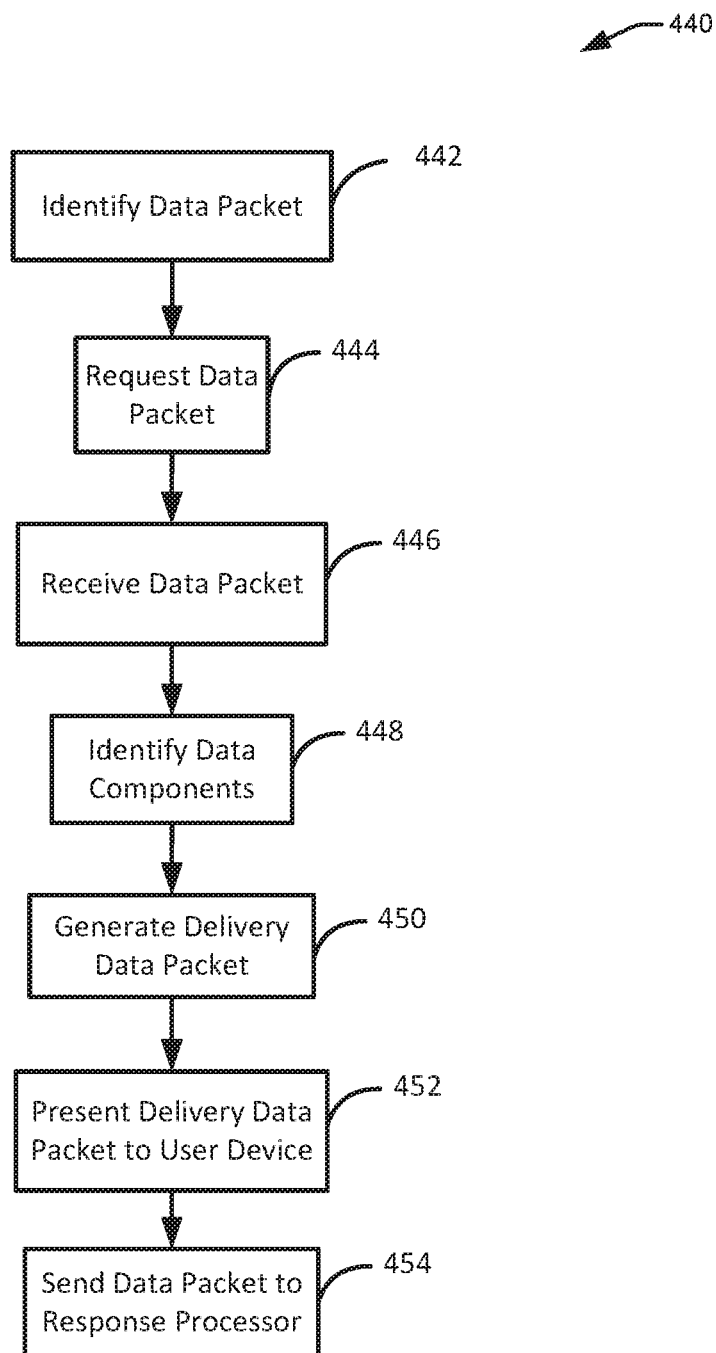 440
442
Identify Data Packet
444
Request Data
Packet
446
Receive Data Packet
448
Identify Data
Components
450
Generate Delivery
Data Packet
452
Present Delivery Data
Packet to User Device
454
Send Data Packet to
Response Processor